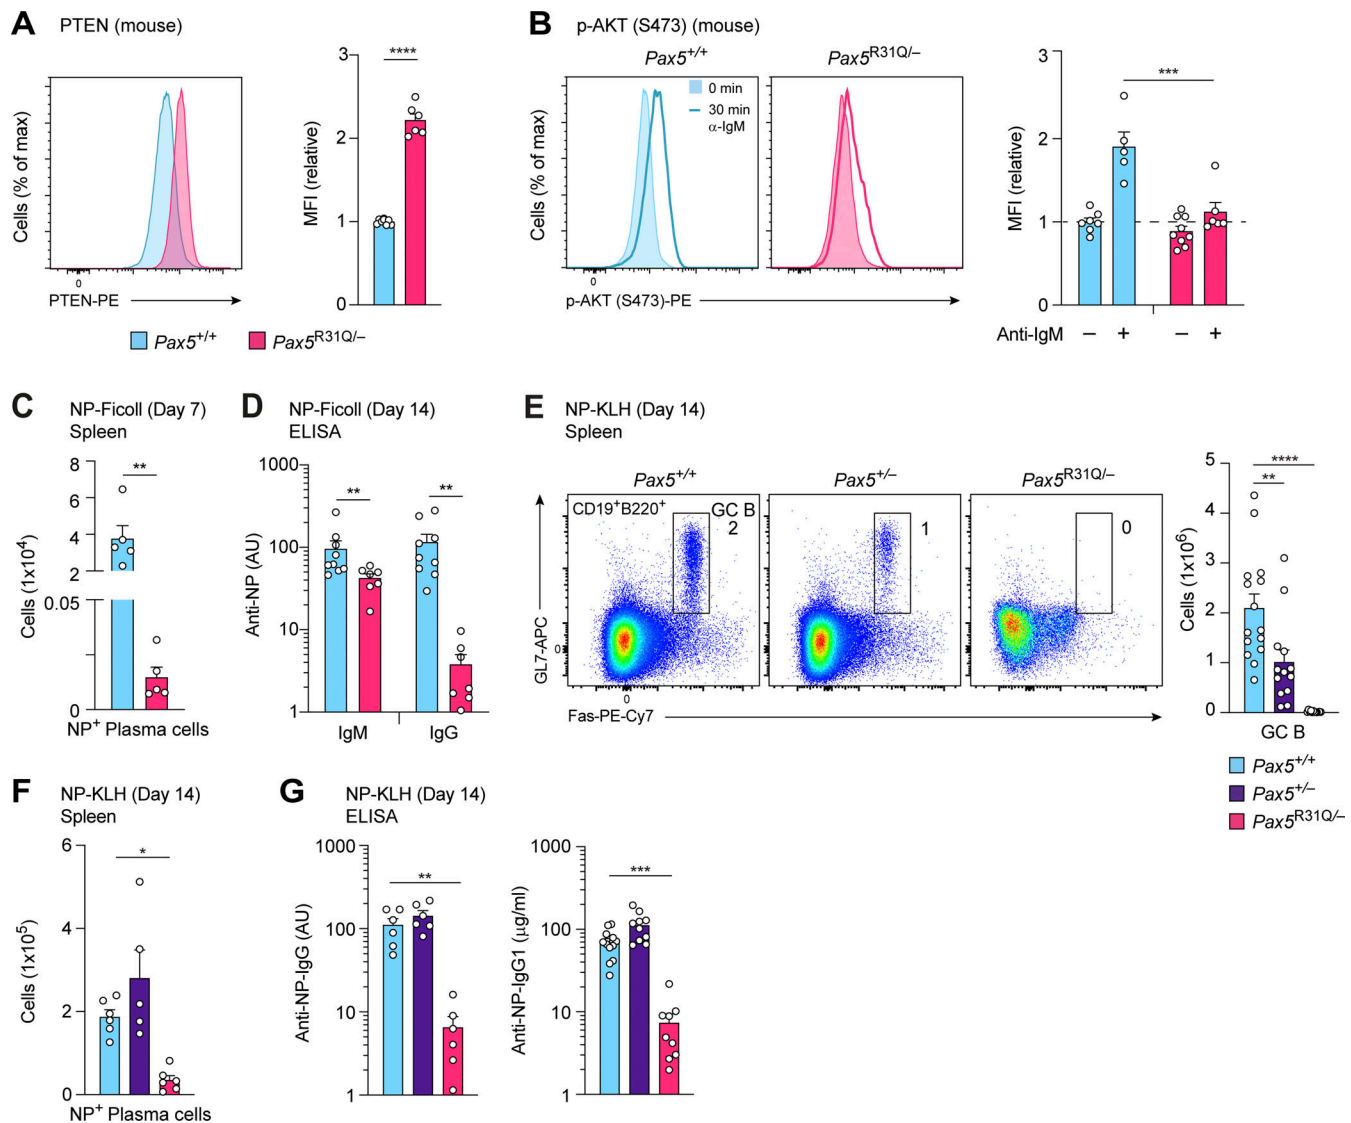 A PTEN (mouse)
Cells (% of max)
0
PTEN-PE
MFI (relative)
3
2
1
0
****
Pax5+/+
Pax5R31Q/–
B p-AKT (S473) (mouse)
Pax5+/+
Pax5R31Q/–
0 min
30 min
α-IgM
Cells (% of max)
0
p-AKT (S473)-PE
MFI (relative)
3
2
1
0
***
Anti-IgM – + – +
C NP-Ficoll (Day 7)
Spleen
Cells (1x10⁴)
8
6
4
2
0.05
0
**
NP+ Plasma cells
D NP-Ficoll (Day 14)
ELISA
Anti-NP (AU)
1000
100
10
1
**
**
IgM IgG
E NP-KLH (Day 14)
Spleen
Pax5+/+
Pax5+/–
Pax5R31Q/–
CD19+B220+
GC B
2
1
0
GL7-APC
0
0
Fas-PE-Cy7
Cells (1x10⁶)
5
4
3
2
1
0
****
**
GC B
Pax5+/+
Pax5+/–
Pax5R31Q/–
F NP-KLH (Day 14)
Spleen
Cells (1x10⁵)
6
4
2
0
*
NP+ Plasma cells
G NP-KLH (Day 14)
ELISA
Anti-NP-IgG (AU)
1000
100
10
1
**
Anti-NP-IgG1 (μg/ml)
1000
100
10
1
***